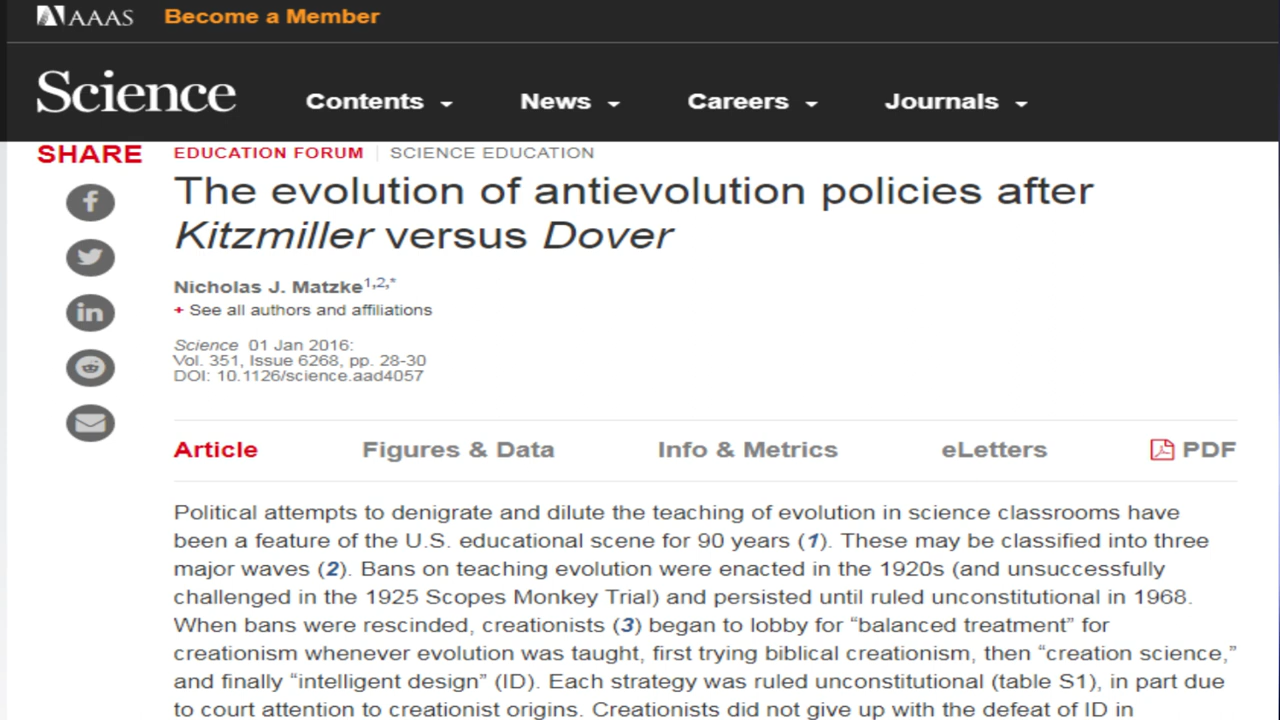 AAAS Become a Member
Science Contents News Careers Journals
SHARE
EDUCATION FORUM | SCIENCE EDUCATION
The evolution of antievolution policies after
Kitzmiller versus Dover
Nicholas J. Matzke1,2,*
+ See all authors and affiliations
Science 01 Jan 2016:
Vol. 351, Issue 6268, pp. 28-30
DOI: 10.1126/science.aad4057
Article Figures & Data Info & Metrics eLetters PDF
Political attempts to denigrate and dilute the teaching of evolution in science classrooms have
been a feature of the U.S. educational scene for 90 years (1). These may be classified into three
major waves (2). Bans on teaching evolution were enacted in the 1920s (and unsuccessfully
challenged in the 1925 Scopes Monkey Trial) and persisted until ruled unconstitutional in 1968.
When bans were rescinded, creationists (3) began to lobby for “balanced treatment” for
creationism whenever evolution was taught, first trying biblical creationism, then “creation science,”
and finally “intelligent design” (ID). Each strategy was ruled unconstitutional (table S1), in part due
to court attention to creationist origins. Creationists did not give up with the defeat of ID in